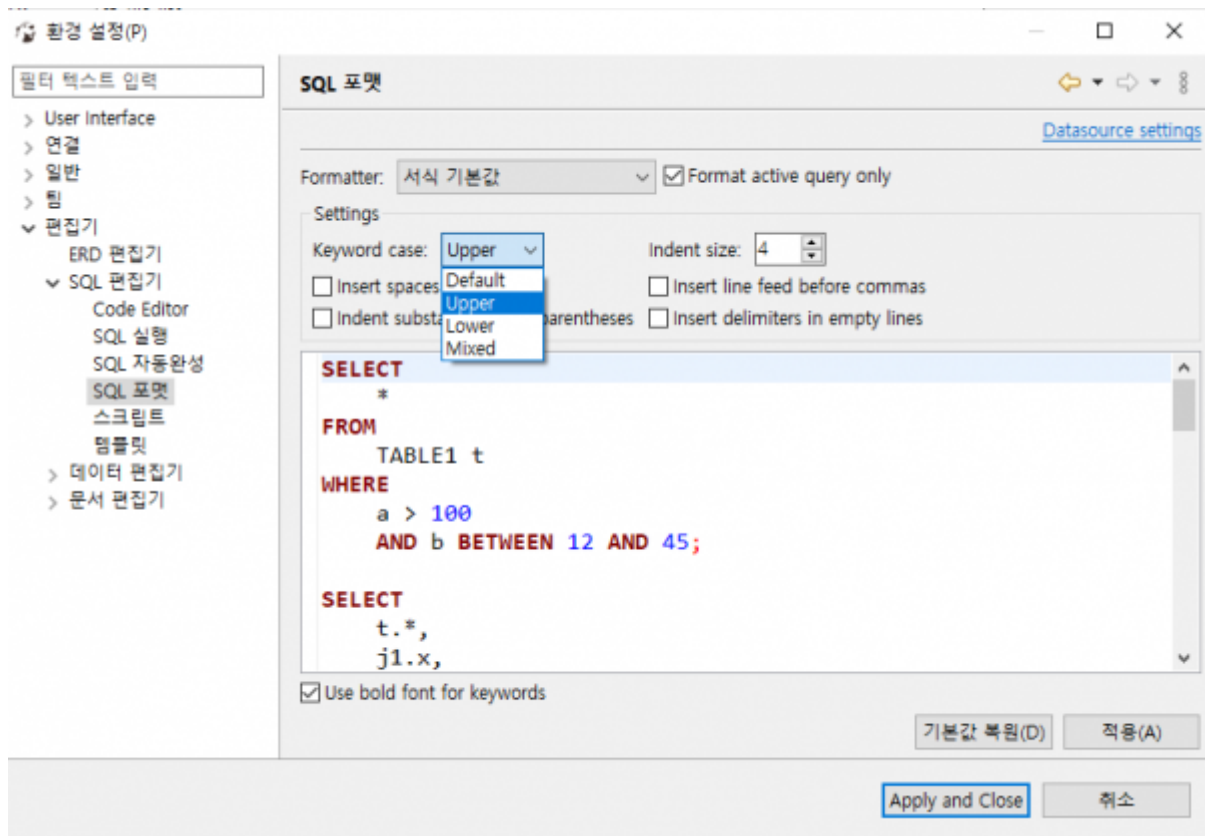 환경 설정(P)
필터 텍스트 입력
User Interface
연결
일반
팀
편집기
ERD 편집기
SQL 편집기
Code Editor
SQL 실행
SQL 자동완성
SQL 포맷
스크립트
템플릿
데이터 편집기
문서 편집기
SQL 포맷
Datasource settings
Formatter: 서식 기본값 Format active query only
Settings
Keyword case: Upper Indent size: 4
Insert spaces Insert line feed before commas
Indent parentheses Insert delimiters in empty lines
Default
Upper
Lower
Mixed
SELECT
*
FROM
TABLE1 t
WHERE
a > 100
AND b BETWEEN 12 AND 45;
SELECT
t.*,
j1.x,
Use bold font for keywords
기본값 복원(D) 적용(A)
Apply and Close 취소